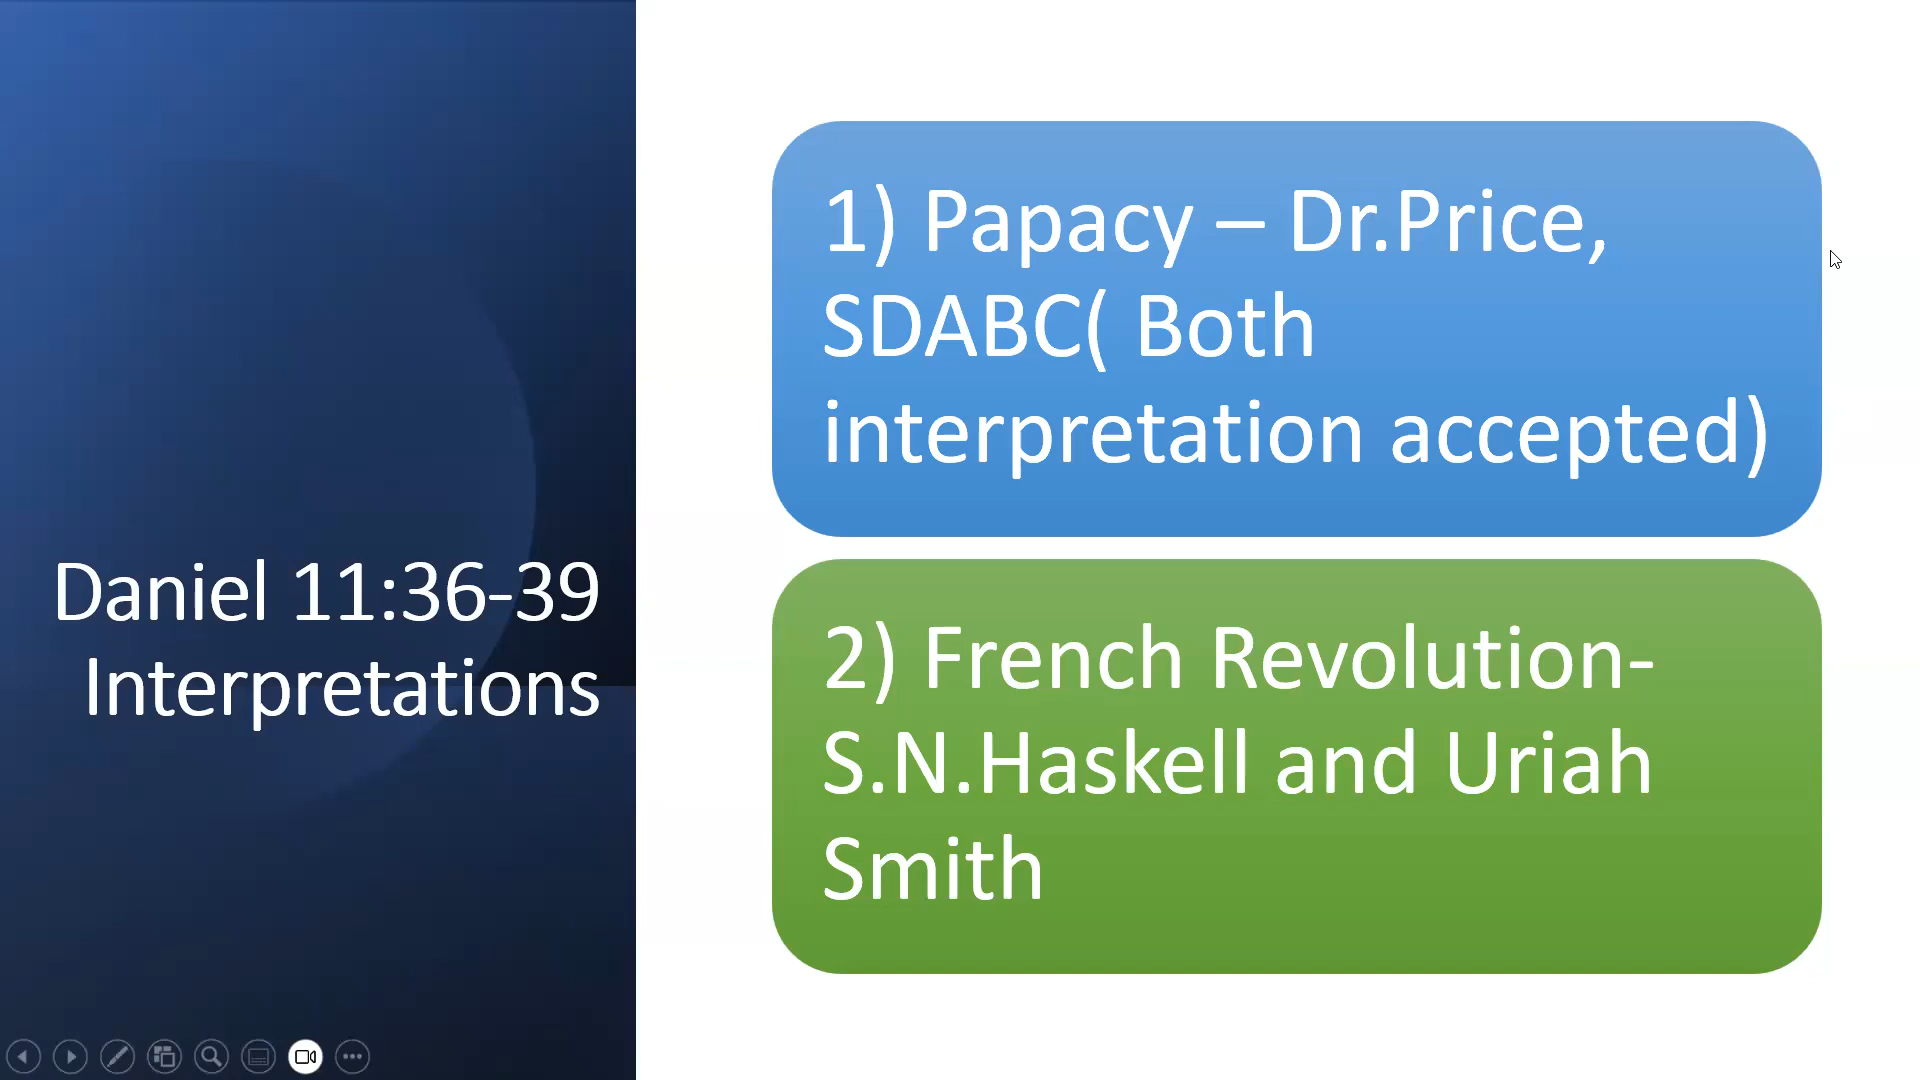 Daniel 11:36-39
Interpretations
1) Papacy – Dr.Price,
SDABC( Both
interpretation accepted)
2) French Revolution-
S.N.Haskell and Uriah
Smith